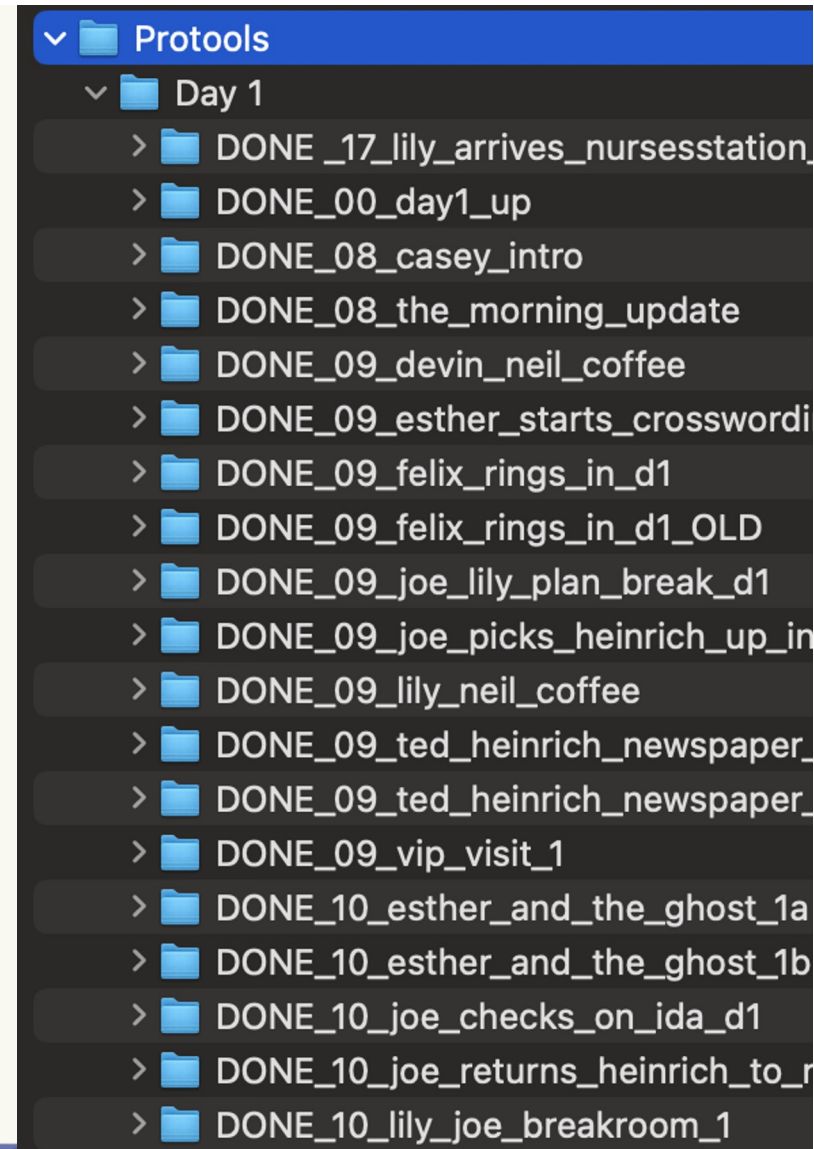 Protools
Day 1
DONE _17_lily_arrives_nursesstation_
DONE_00_day1_up
DONE_08_casey_intro
DONE_08_the_morning_update
DONE_09_devin_neil_coffee
DONE_09_esther_starts_crosswordi
DONE_09_felix_rings_in_d1
DONE_09_felix_rings_in_d1_OLD
DONE_09_joe_lily_plan_break_d1
DONE_09_joe_picks_heinrich_up_in
DONE_09_lily_neil_coffee
DONE_09_ted_heinrich_newspaper_
DONE_09_ted_heinrich_newspaper_
DONE_09_vip_visit_1
DONE_10_esther_and_the_ghost_1a
DONE_10_esther_and_the_ghost_1b
DONE_10_joe_checks_on_ida_d1
DONE_10_joe_returns_heinrich_to_r
DONE_10_lily_joe_breakroom_1